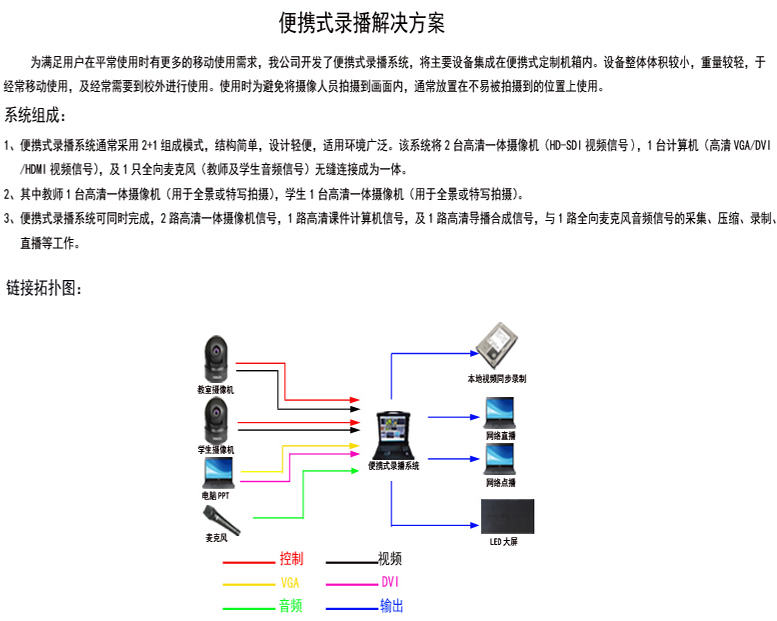 便携式录播解决方案
为满足用户在平常使用时有更多的移动使用需求，我公司开发了便携式录播系统，将主要设备集成在便携式定制机箱内。设备整体体积较小，重量较轻，于
经常移动使用，及经常需要到校外进行使用。使用时为避免将摄像人员拍摄到画面内，通常放置在不易被拍摄到的位置上使用。
系统组成：
1、便携式录播系统通常采用 2+1 组成模式，结构简单，设计轻便，适用环境广泛。该系统将 2 台高清一体摄像机（HD-SDI 视频信号），1 台计算机（高清 VGA/DVI
/HDMI 视频信号），及 1 只全向麦克风（教师及学生音频信号）无缝连接成为一体。
2、其中教师 1 台高清一体摄像机（用于全景或特写拍摄），学生 1 台高清一体摄像机（用于全景或特写拍摄）。
3、便携式录播系统可同时完成，2 路高清一体摄像机信号，1 路高清课件计算机信号，及 1 路高清导播合成信号，与 1 路全向麦克风音频信号的采集、压缩、录制、
直播等工作。
链接拓扑图：
教室摄像机
学生摄像机
电脑PPT
麦克风
便携式录播系统
本地视频同步录制
网络直播
网络点播
LED 大屏
控制 视频
VGA DVI
音频 输出